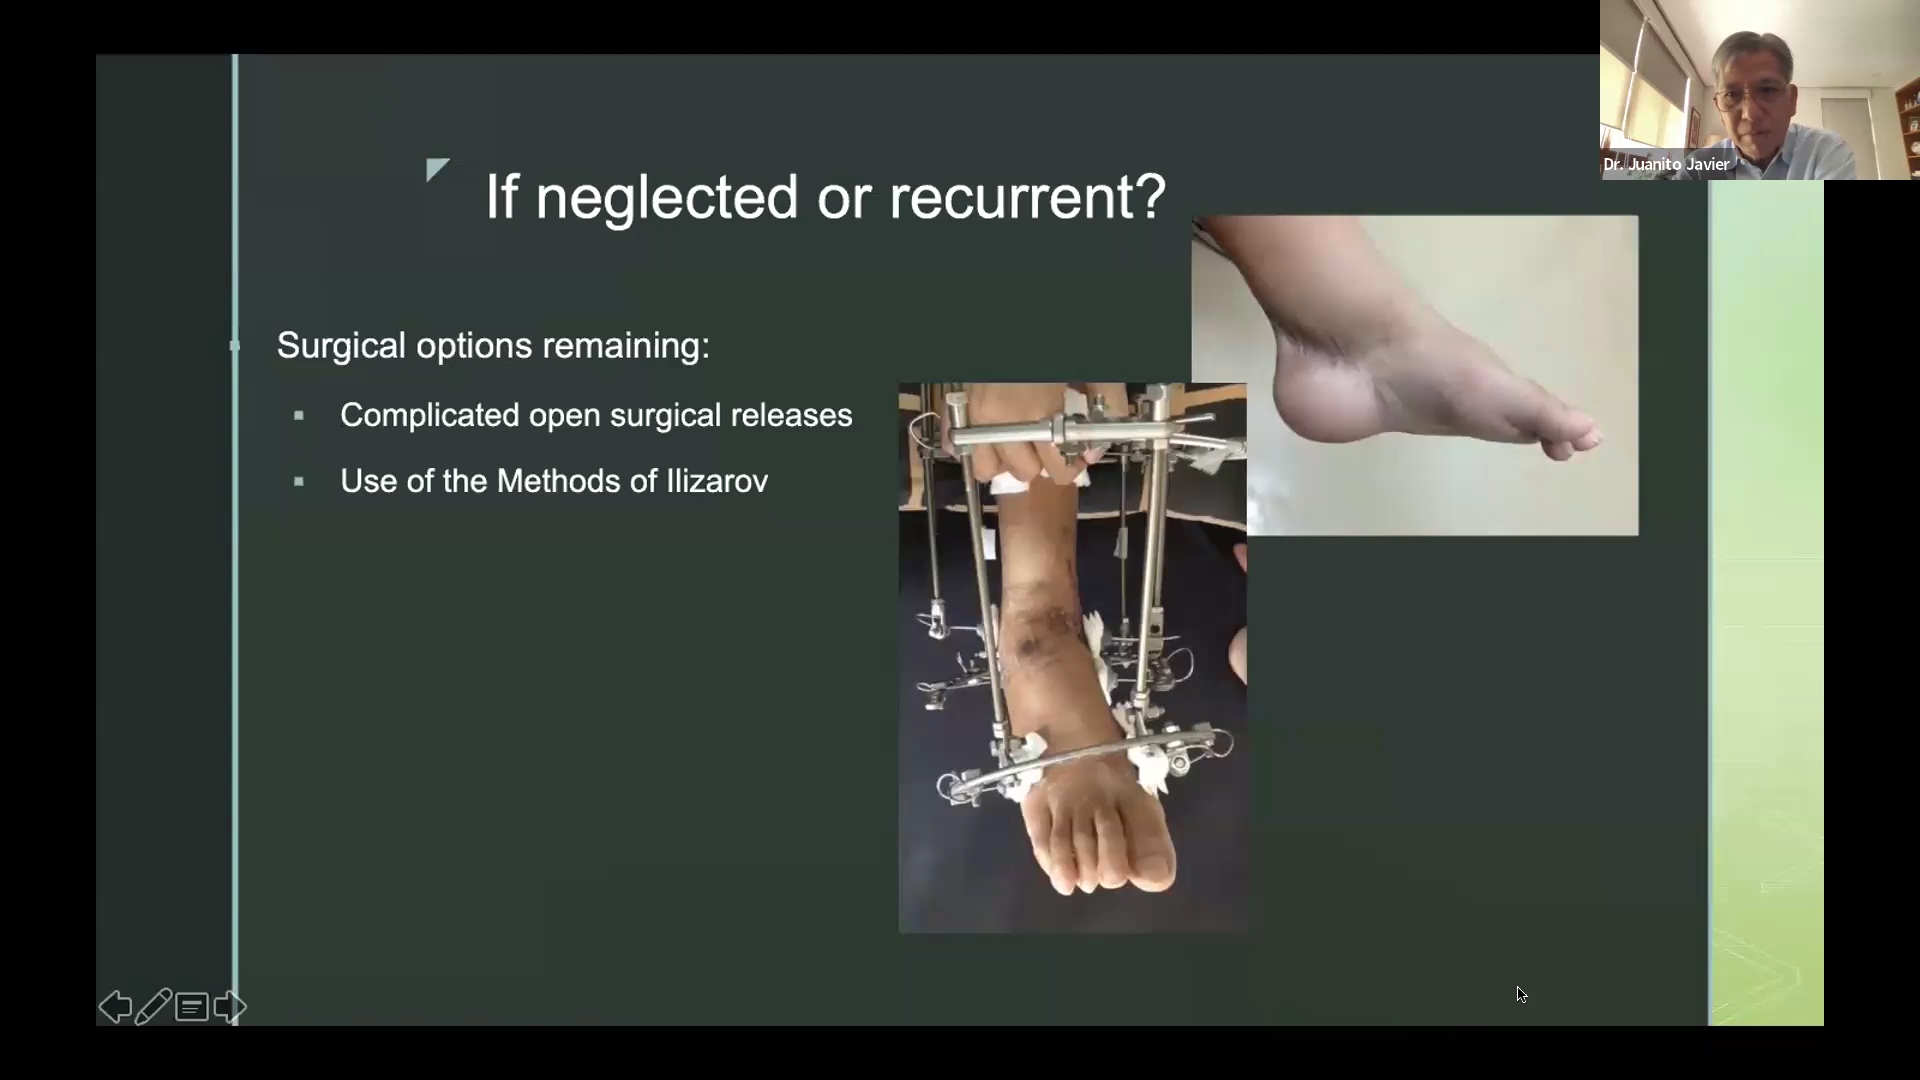 Dr. Juanito Javier
If neglected or recurrent?
Surgical options remaining:
Complicated open surgical releases
Use of the Methods of Ilizarov